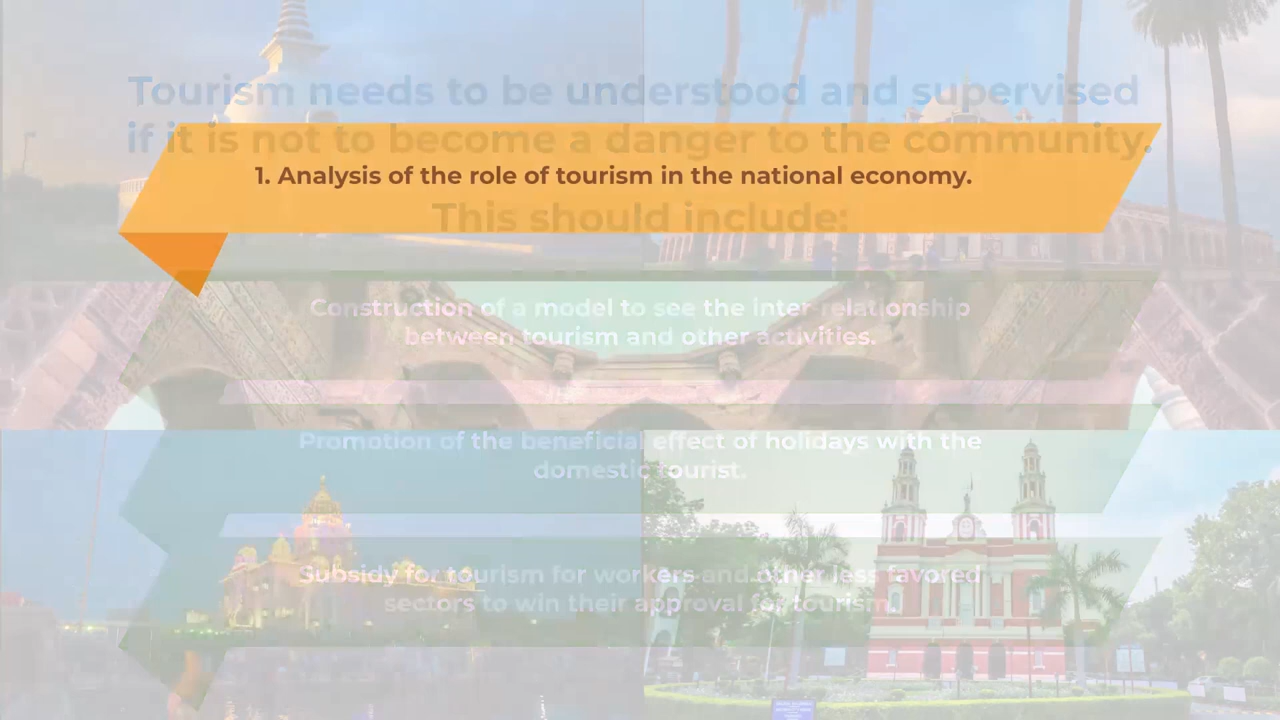 Tourism needs to be understood and supervised
if it is not to become a danger to the community.
1. Analysis of the role of tourism in the national economy.
This should include:
Construction of a model to see the inter-relationship
between tourism and other activities.
Promotion of the beneficial effect of holidays with the
domestic tourist.
Subsidy for tourism for workers and other less favored
sectors to win their approval for tourism.